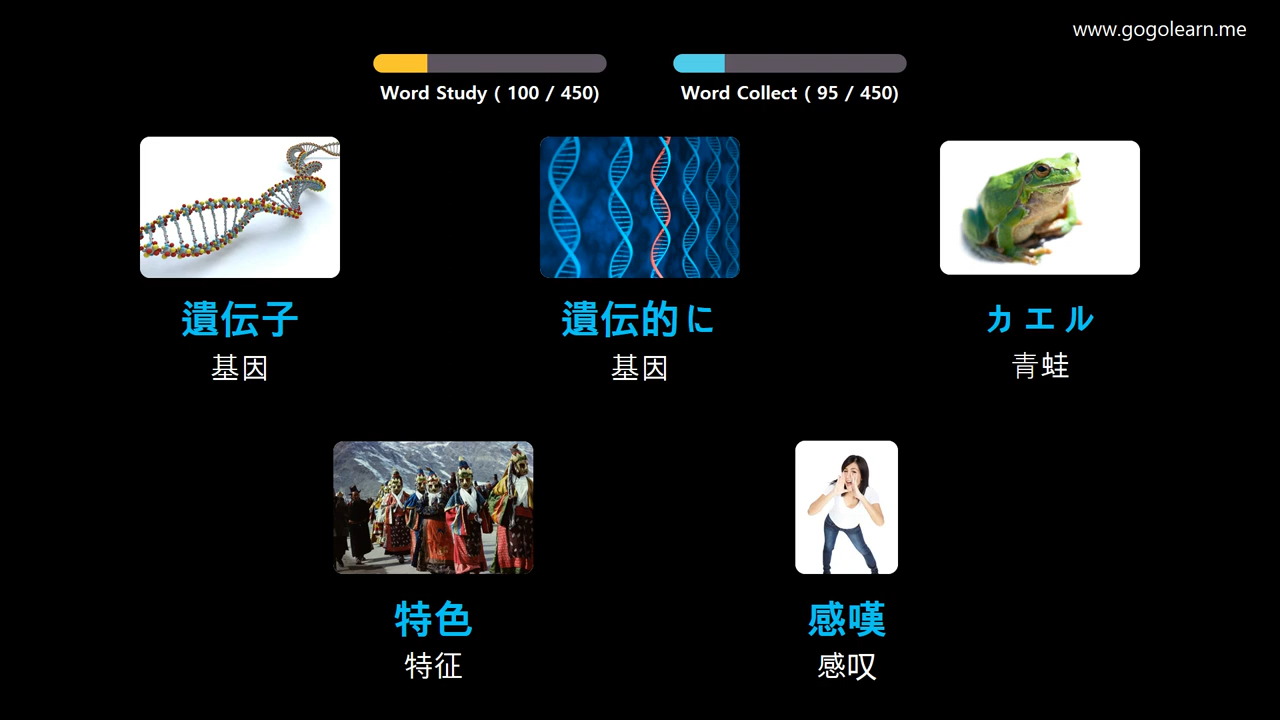 www.gogolearn.me
Word Study ( 100 / 450)
Word Collect ( 95 / 450)
遺伝子
基因
遺伝的に
基因
カエル
青蛙
特色
特征
感嘆
感叹